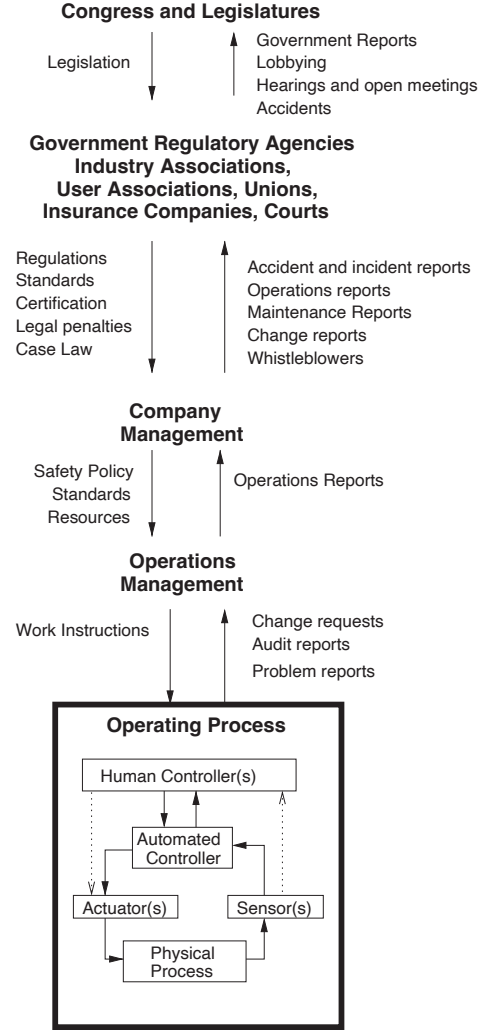 Congress and Legislatures
Legislation
Government Reports
Lobbying
Hearings and open meetings
Accidents
Government Regulatory Agencies
Industry Associations,
User Associations, Unions,
Insurance Companies, Courts
Regulations
Standards
Certification
Legal penalties
Case Law
Accident and incident reports
Operations reports
Maintenance Reports
Change reports
Whistleblowers
Company
Management
Safety Policy
Standards
Resources
Operations Reports
Operations
Management
Work Instructions
Change requests
Audit reports
Problem reports
Operating Process
Human Controller(s)
Automated
Controller
Actuator(s)
Sensor(s)
Physical
Process